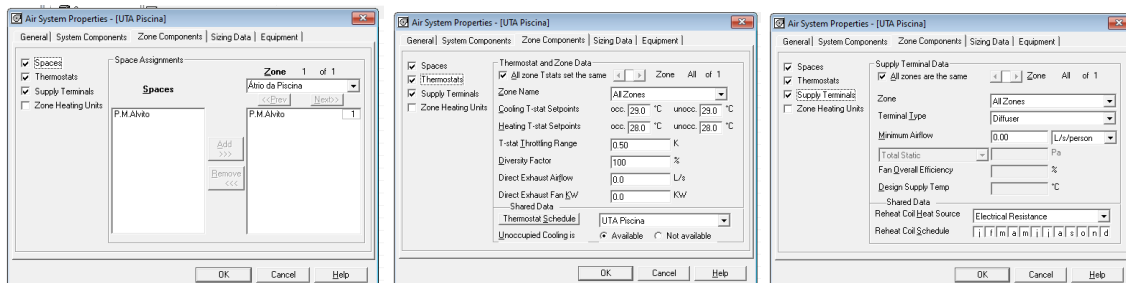 Air System Properties - [UTA Piscina]
General
System Components
Zone Components
Sizing Data
Equipment
Spaces
Thermostats
Supply Terminals
Zone Heating Units
Space Assignments
Spaces
Zone 1 of 1
Átrio da Piscina
<<Prev
Next>>
P.M.Alvito
P.M.Alvito 1
Add
>>>
Remove
<<<
OK
Cancel
Help
Air System Properties - [UTA Piscina]
General
System Components
Zone Components
Sizing Data
Equipment
Spaces
Thermostats
Supply Terminals
Zone Heating Units
Thermostat and Zone Data
All zone T-stats set the same
Zone All of 1
Zone Name All Zones
Cooling T-stat Setpoints occ. 29.0 °C unocc. 29.0 °C
Heating T-stat Setpoints occ. 28.0 °C unocc. 28.0 °C
T-stat Throttling Range 0.50 K
Diversity Factor 100 %
Direct Exhaust Airflow 0.0 L/s
Direct Exhaust Fan KW 0.0 KW
Shared Data
Thermostat Schedule UTA Piscina
Unoccupied Cooling is Available Not available
OK
Cancel
Help
Air System Properties - [UTA Piscina]
General
System Components
Zone Components
Sizing Data
Equipment
Spaces
Thermostats
Supply Terminals
Zone Heating Units
Supply Terminal Data
All zones are the same
Zone All of 1
Zone All Zones
Terminal Type Diffuser
Minimum Airflow 0.00 L/s/person
Total Static Pa
Fan Overall Efficiency %
Design Supply Temp °C
Shared Data
Reheat Coil Heat Source Electrical Resistance
Reheat Coil Schedule j f m a m j j a s o n d
OK
Cancel
Help